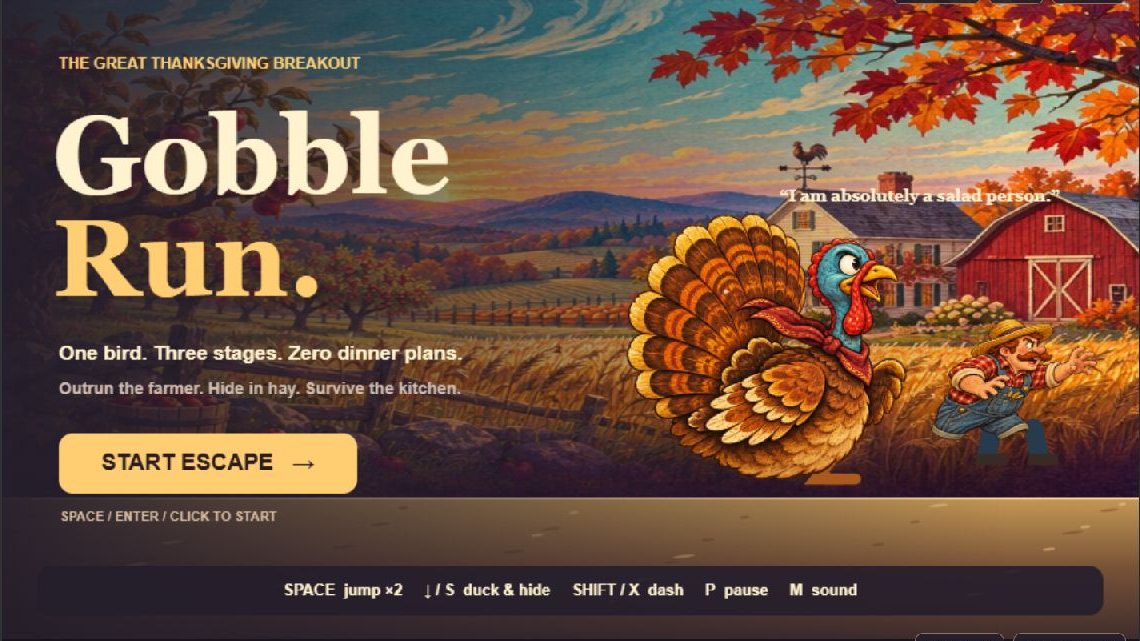 THE GREAT THANKSGIVING BREAKOUT
Gobble
Run.
“I am absolutely a salad person.”
One bird. Three stages. Zero dinner plans.
Outrun the farmer. Hide in hay. Survive the kitchen.
START ESCAPE →
SPACE / ENTER / CLICK TO START
SPACE jump ×2 ↓ / S duck & hide SHIFT / X dash P pause M sound